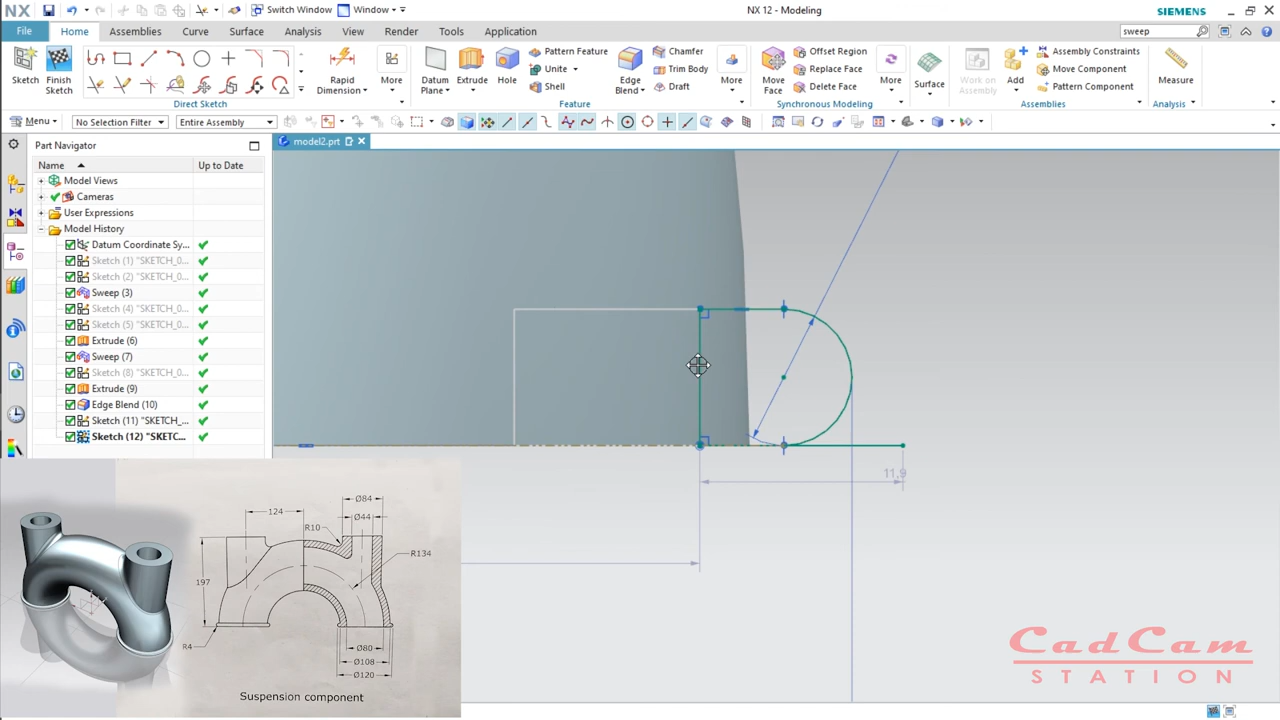 NX Switch Window Window NX 12 - Modeling SIEMENS
File Home Assemblies Curve Surface Analysis View Render Tools Application sweep
Sketch Finish Sketch Rapid Dimension More Datum Plane Extrude Hole Pattern Feature Unite Shell Edge Blend Chamfer Trim Body Draft More Move Face Offset Region Replace Face Delete Face More Surface Work on Assembly Add Assembly Constraints Move Component Pattern Component Measure
Direct Sketch Feature Synchronous Modeling Assemblies Analysis
Menu No Selection Filter Entire Assembly
Part Navigator model2.prt
Name Up to Date
Model Views
Cameras
User Expressions
Model History
Datum Coordinate Sy...
Sketch (1) "SKETCH_0...
Sketch (2) "SKETCH_0...
Sweep (3)
Sketch (4) "SKETCH_0...
Sketch (5) "SKETCH_0...
Extrude (6)
Sweep (7)
Sketch (8) "SKETCH_0...
Extrude (9)
Edge Blend (10)
Sketch (11) "SKETCH_...
Sketch (12) "SKETC...
11,9
Ø84
124
Ø44
R10
R134
197
R4
Ø80
Ø108
Ø120
Suspension component
CadCam
STATION